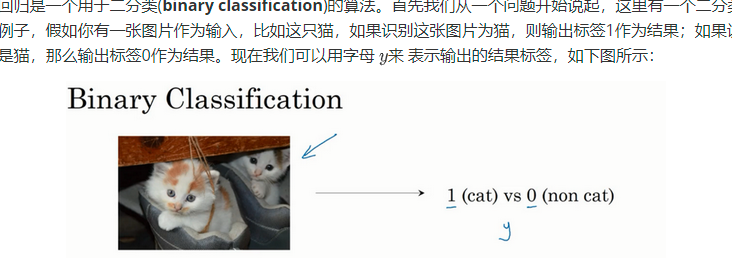 回归是一个用于二分类(binary classification)的算法。首先我们从一个问题开始说起，这里有一个二分类
例子，假如你有一张图片作为输入，比如这只猫，如果识别这张图片为猫，则输出标签1作为结果；如果识
是猫，那么输出标签0作为结果。现在我们可以用字母 y来 表示输出的结果标签，如下图所示：
Binary Classification
1 (cat) vs 0 (non cat)
y